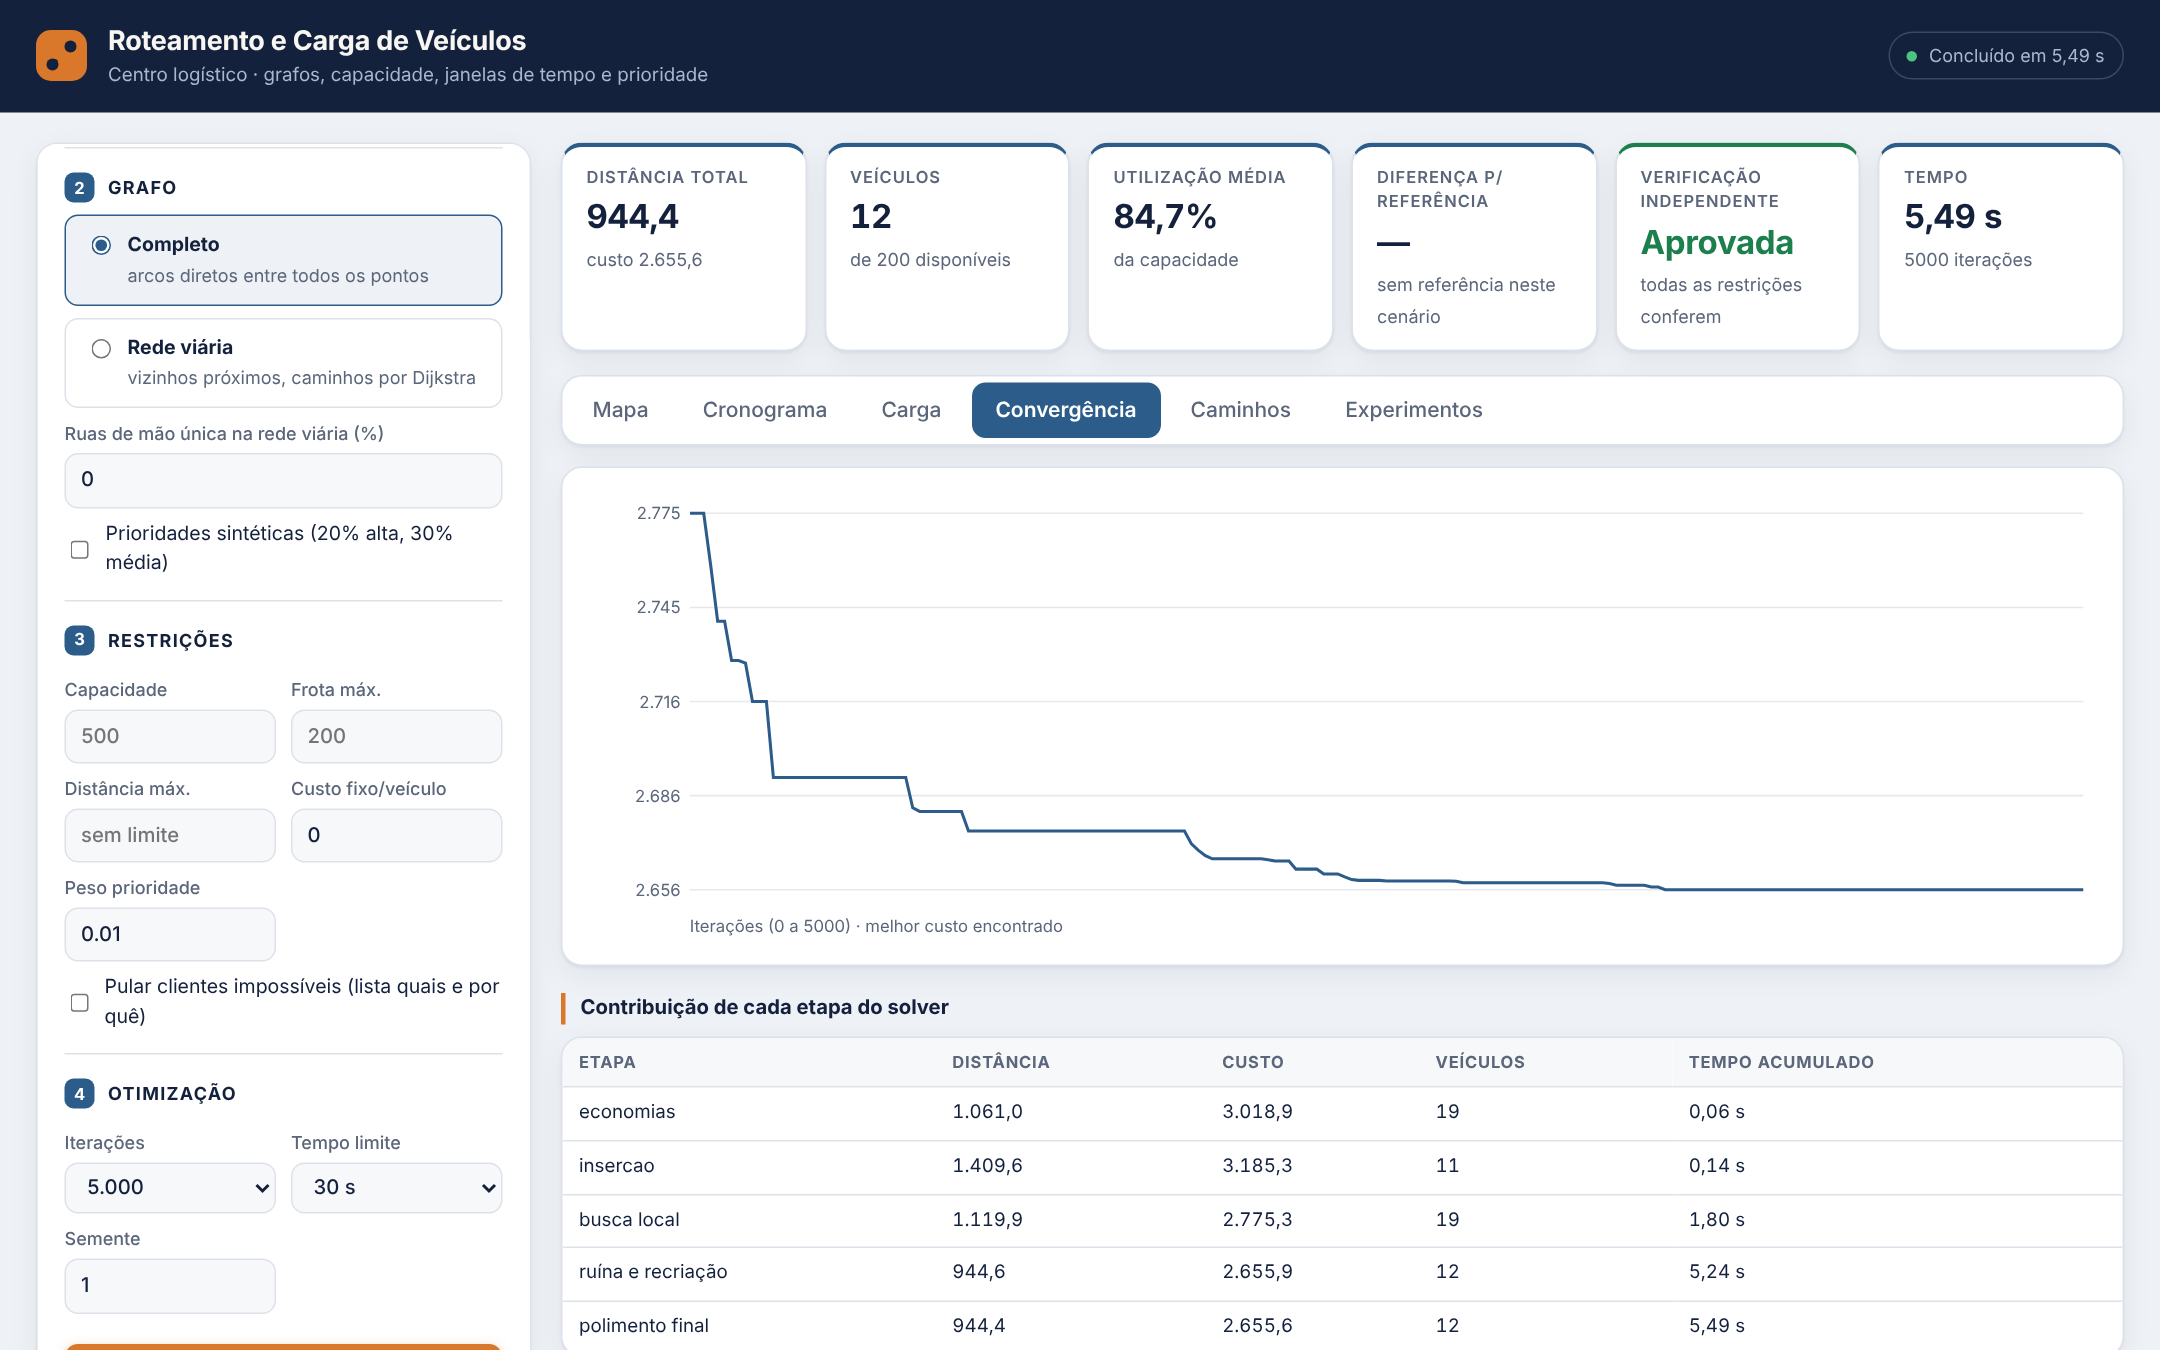 Roteamento e Carga de Veículos
Centro logístico · grafos, capacidade, janelas de tempo e prioridade
Concluído em 5,49 s
2 GRAFO
Completo
arcos diretos entre todos os pontos
Rede viária
vizinhos próximos, caminhos por Dijkstra
Ruas de mão única na rede viária (%)
0
Prioridades sintéticas (20% alta, 30%
média)
3 RESTRIÇÕES
Capacidade Frota máx.
500 200
Distância máx. Custo fixo/veículo
sem limite 0
Peso prioridade
0.01
Pular clientes impossíveis (lista quais e por
quê)
4 OTIMIZAÇÃO
Iterações Tempo limite
5.000 30 s
Semente
1
DISTÂNCIA TOTAL
944,4
custo 2.655,6
VEÍCULOS
12
de 200 disponíveis
UTILIZAÇÃO MÉDIA
84,7%
da capacidade
DIFERENÇA P/
REFERÊNCIA
—
sem referência neste
cenário
VERIFICAÇÃO
INDEPENDENTE
Aprovada
todas as restrições
conferem
TEMPO
5,49 s
5000 iterações
Mapa Cronograma Carga Convergência Caminhos Experimentos
2.775
2.745
2.716
2.686
2.656
Iterações (0 a 5000) · melhor custo encontrado
Contribuição de cada etapa do solver
ETAPA DISTÂNCIA CUSTO VEÍCULOS TEMPO ACUMULADO
economias 1.061,0 3.018,9 19 0,06 s
insercao 1.409,6 3.185,3 11 0,14 s
busca local 1.119,9 2.775,3 19 1,80 s
ruína e recriação 944,6 2.655,9 12 5,24 s
polimento final 944,4 2.655,6 12 5,49 s